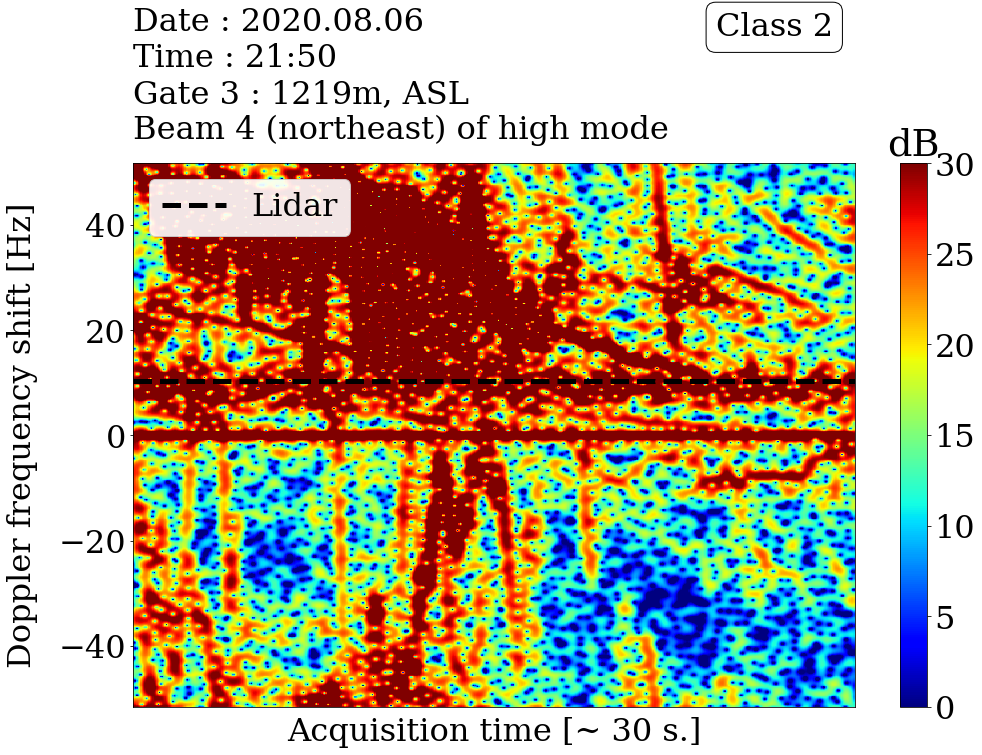 Date : 2020.08.06
Time : 21:50
Gate 3 : 1219m, ASL
Beam 4 (northeast) of high mode
Class 2
dB
Lidar
Doppler frequency shift [Hz]
40
20
0
−20
−40
Acquisition time [~ 30 s.]
30
25
20
15
10
5
0